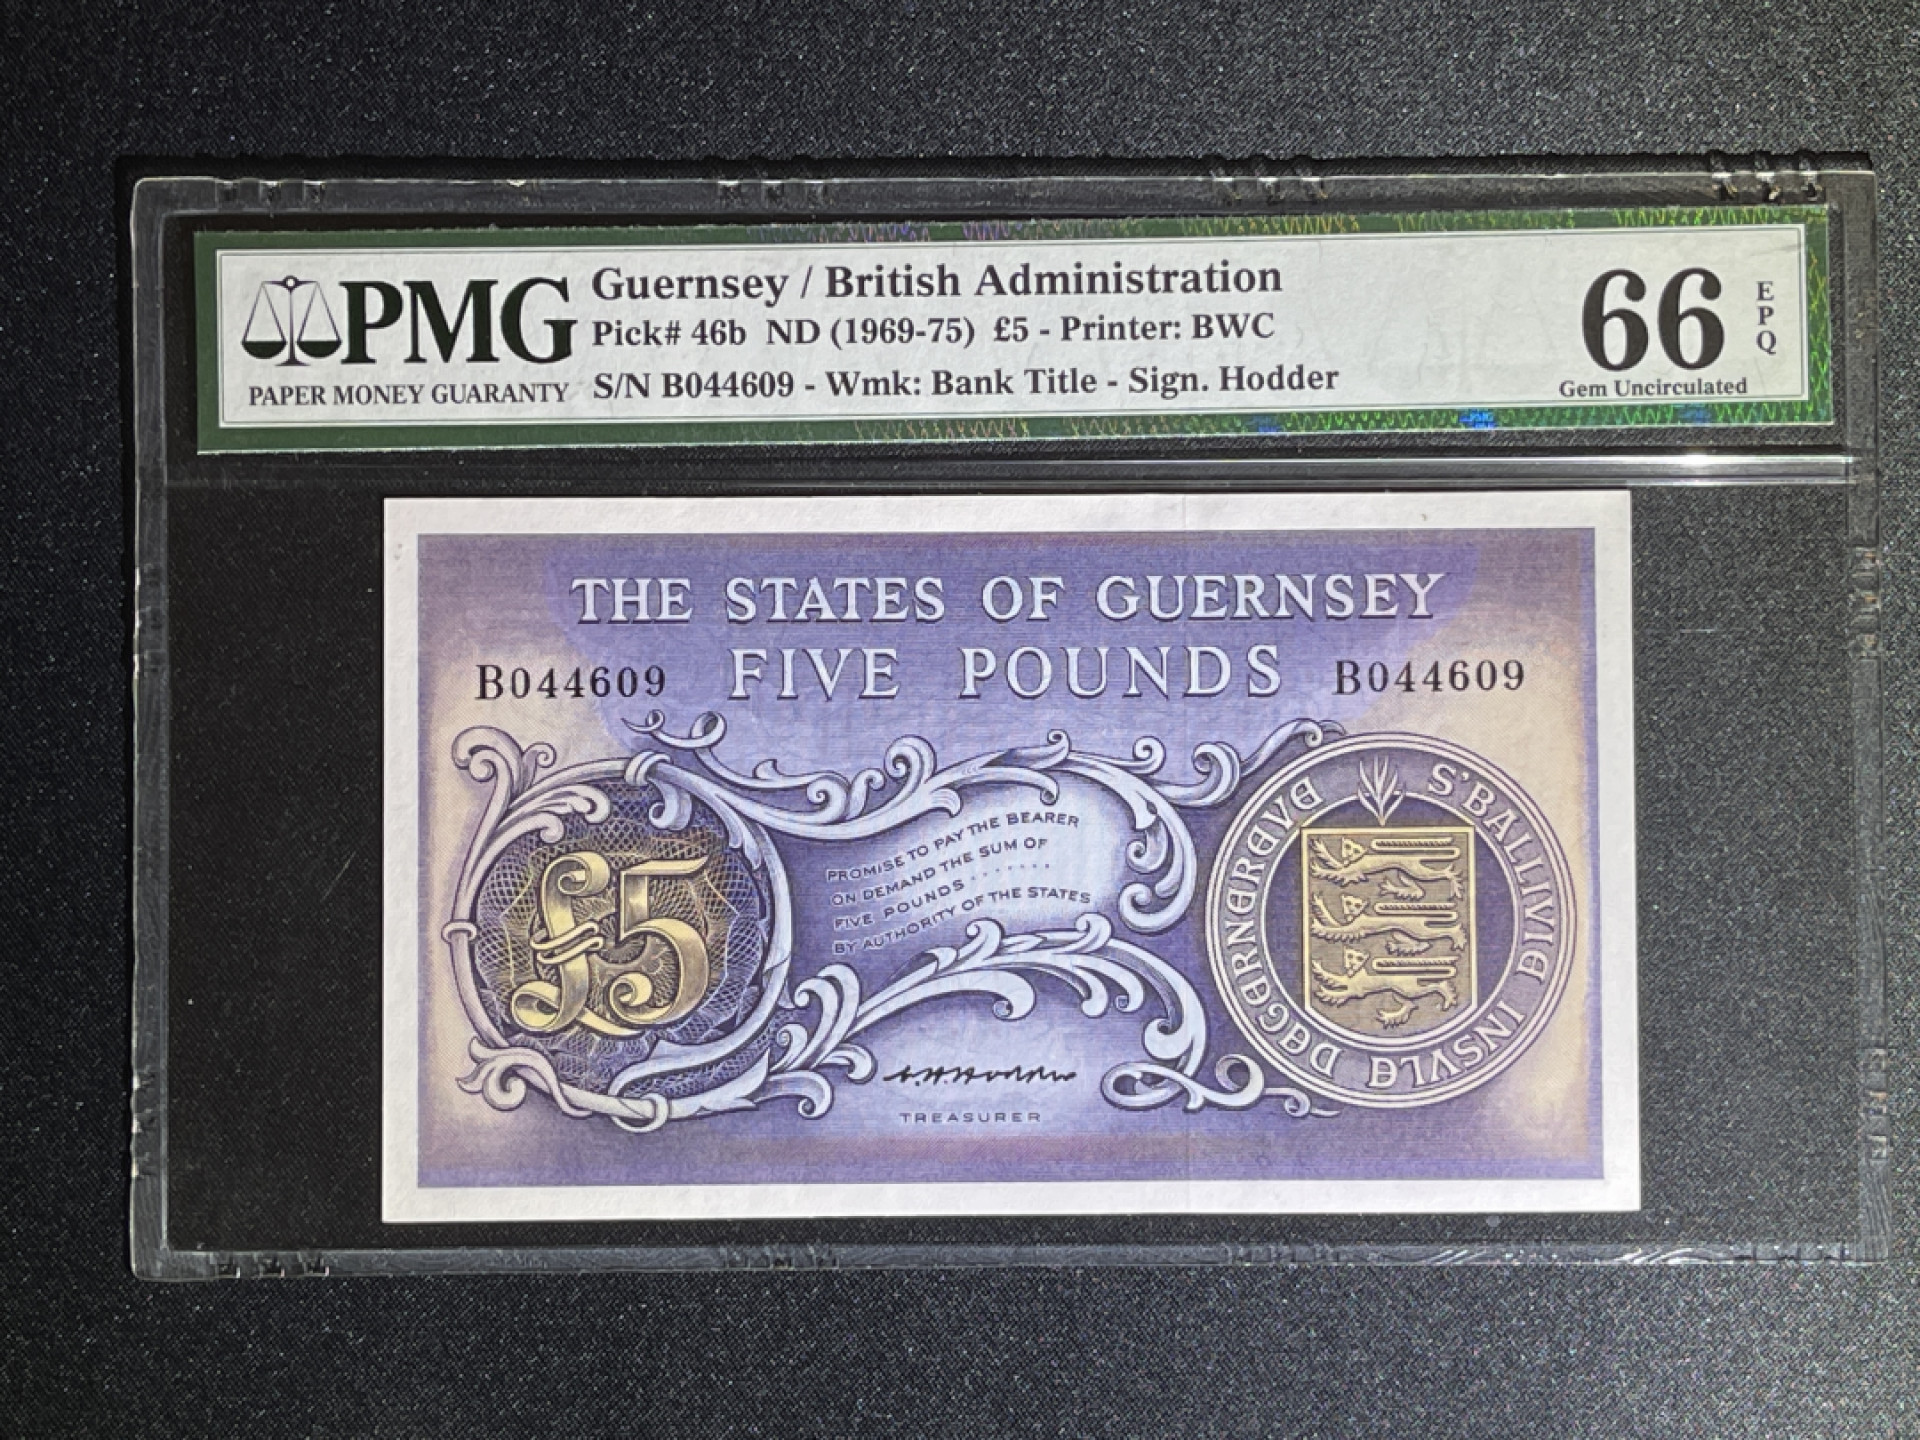 PMG
PAPER MONEY GUARANTY
Guernsey / British Administration
Pick# 46b ND (1969-75) £5 - Printer: BWC
S/N B044609 - Wmk: Bank Title - Sign. Hodder
66
EPQ
Gem Uncirculated
THE STATES OF GUERNSEY
FIVE POUNDS
B044609
B044609
PROMISE TO PAY THE BEARER
ON DEMAND THE SUM OF
FIVE POUNDS .......
BY AUTHORITY OF THE STATES
£5
S'BALLIVIE INSVLE DEGERNEREYE
TREASURER